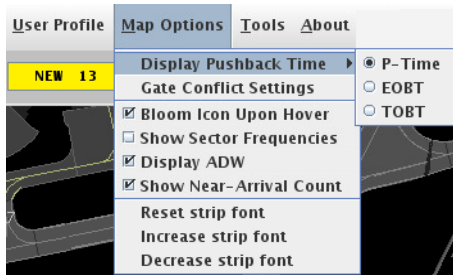 User Profile Map Options Tools About
NEW 13
Display Pushback Time
Gate Conflict Settings
Bloom Icon Upon Hover
Show Sector Frequencies
Display ADW
Show Near-Arrival Count
Reset strip font
Increase strip font
Decrease strip font
P-Time
EOBT
TOBT